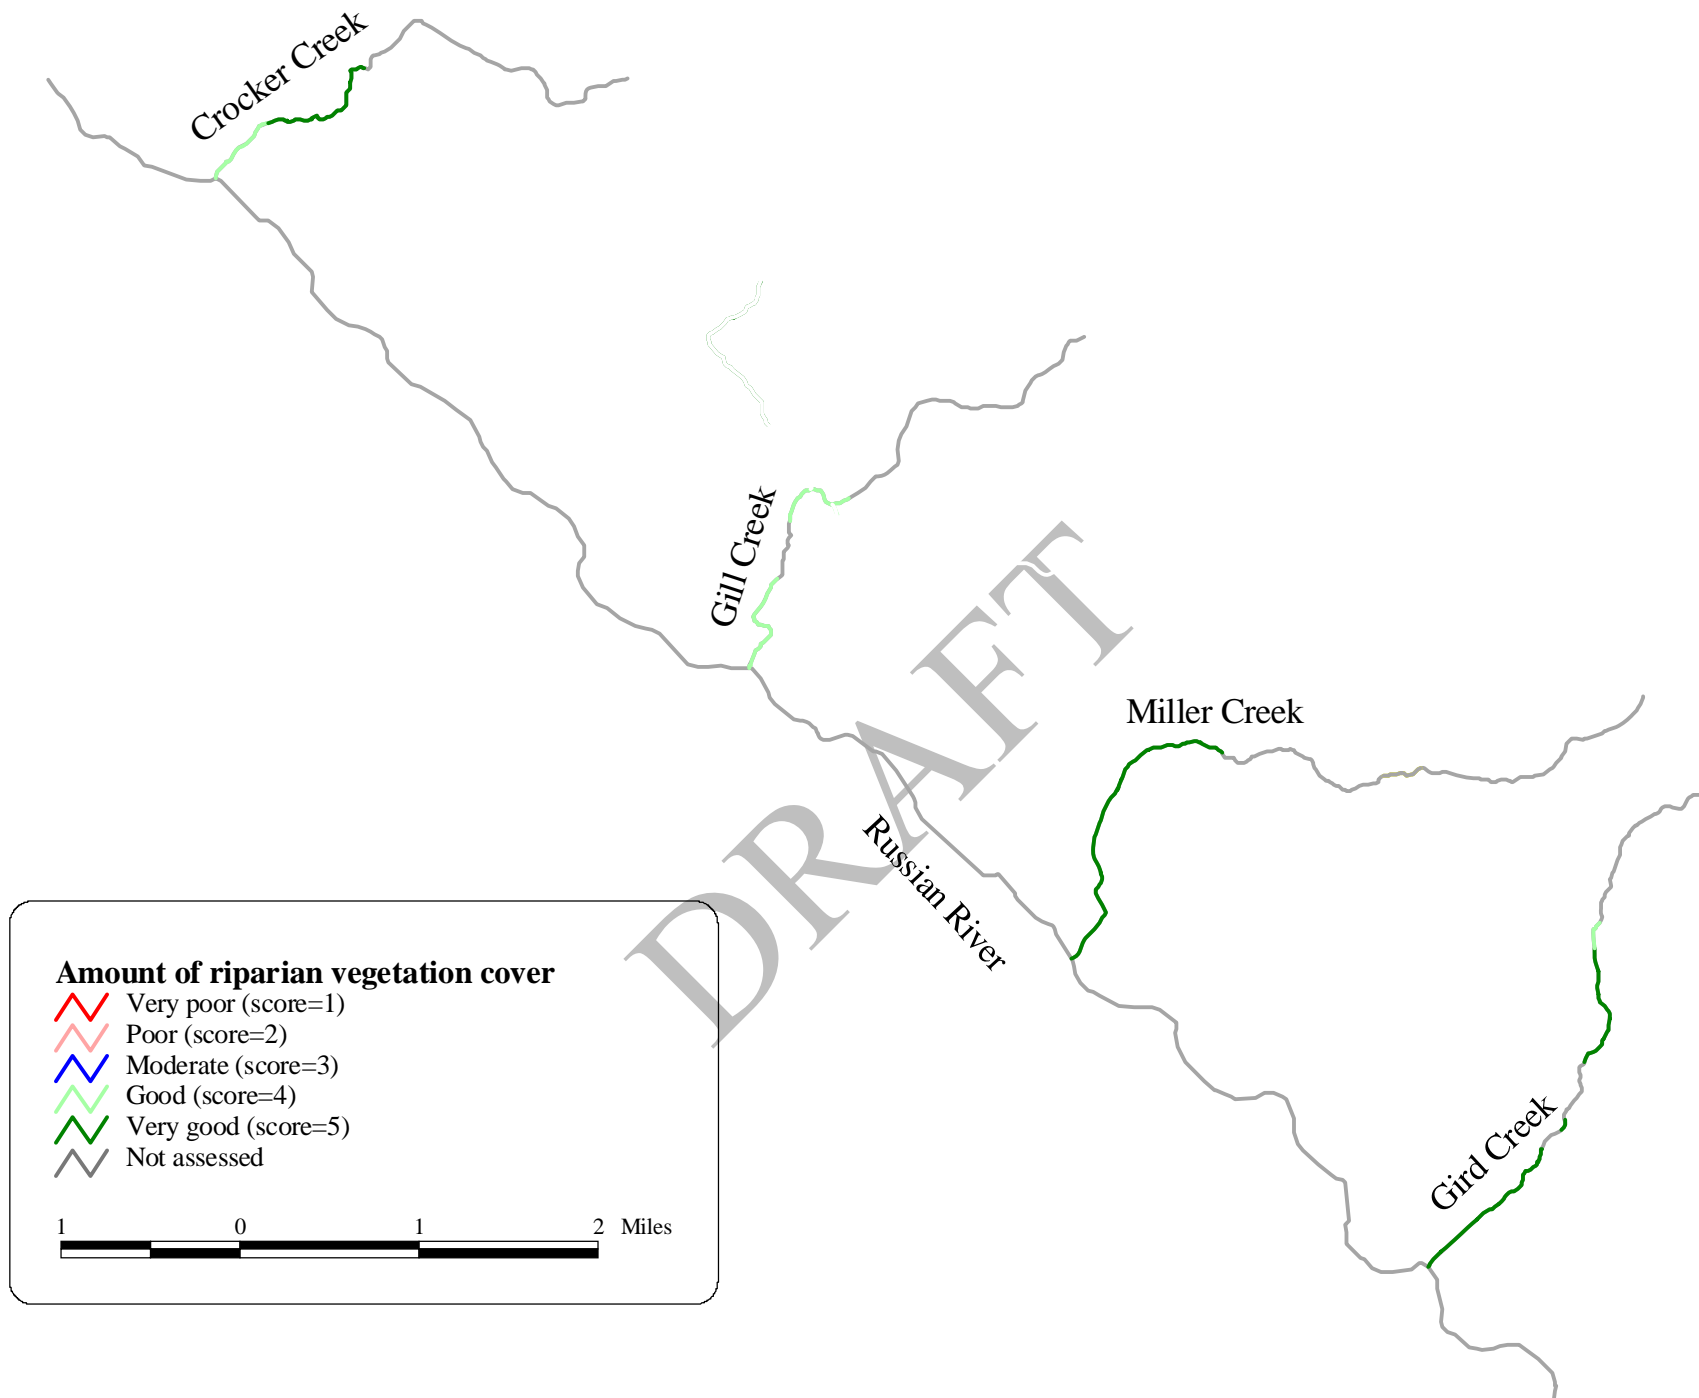 Crocker Creek
Gill Creek
DRAFT
Miller Creek
Russian River
Gird Creek
Amount of riparian vegetation cover
Very poor (score=1)
Poor (score=2)
Moderate (score=3)
Good (score=4)
Very good (score=5)
Not assessed
1 0 1 2 Miles